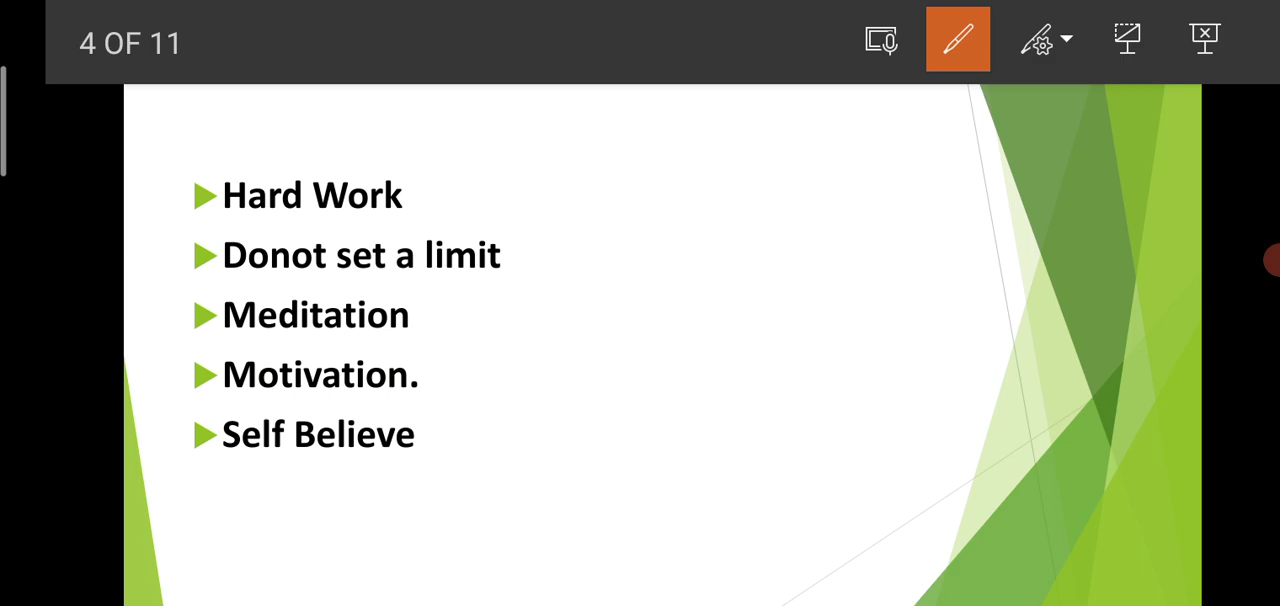 4 OF 11
Hard Work
Donot set a limit
Meditation
Motivation.
Self Believe